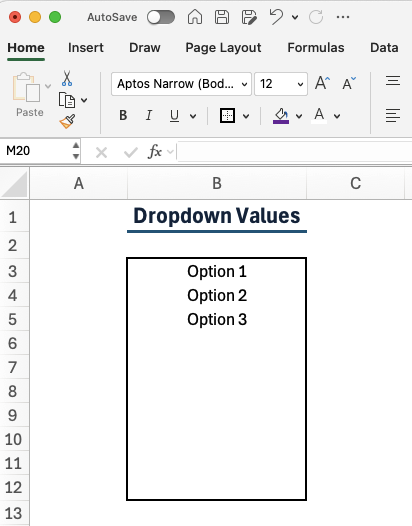 AutoSave
Home Insert Draw Page Layout Formulas Data
Paste
Aptos Narrow (Bod... 12 A A
B I U A
M20 fx
A B C
1 Dropdown Values
2
3 Option 1
4 Option 2
5 Option 3
6
7
8
9
10
11
12
13